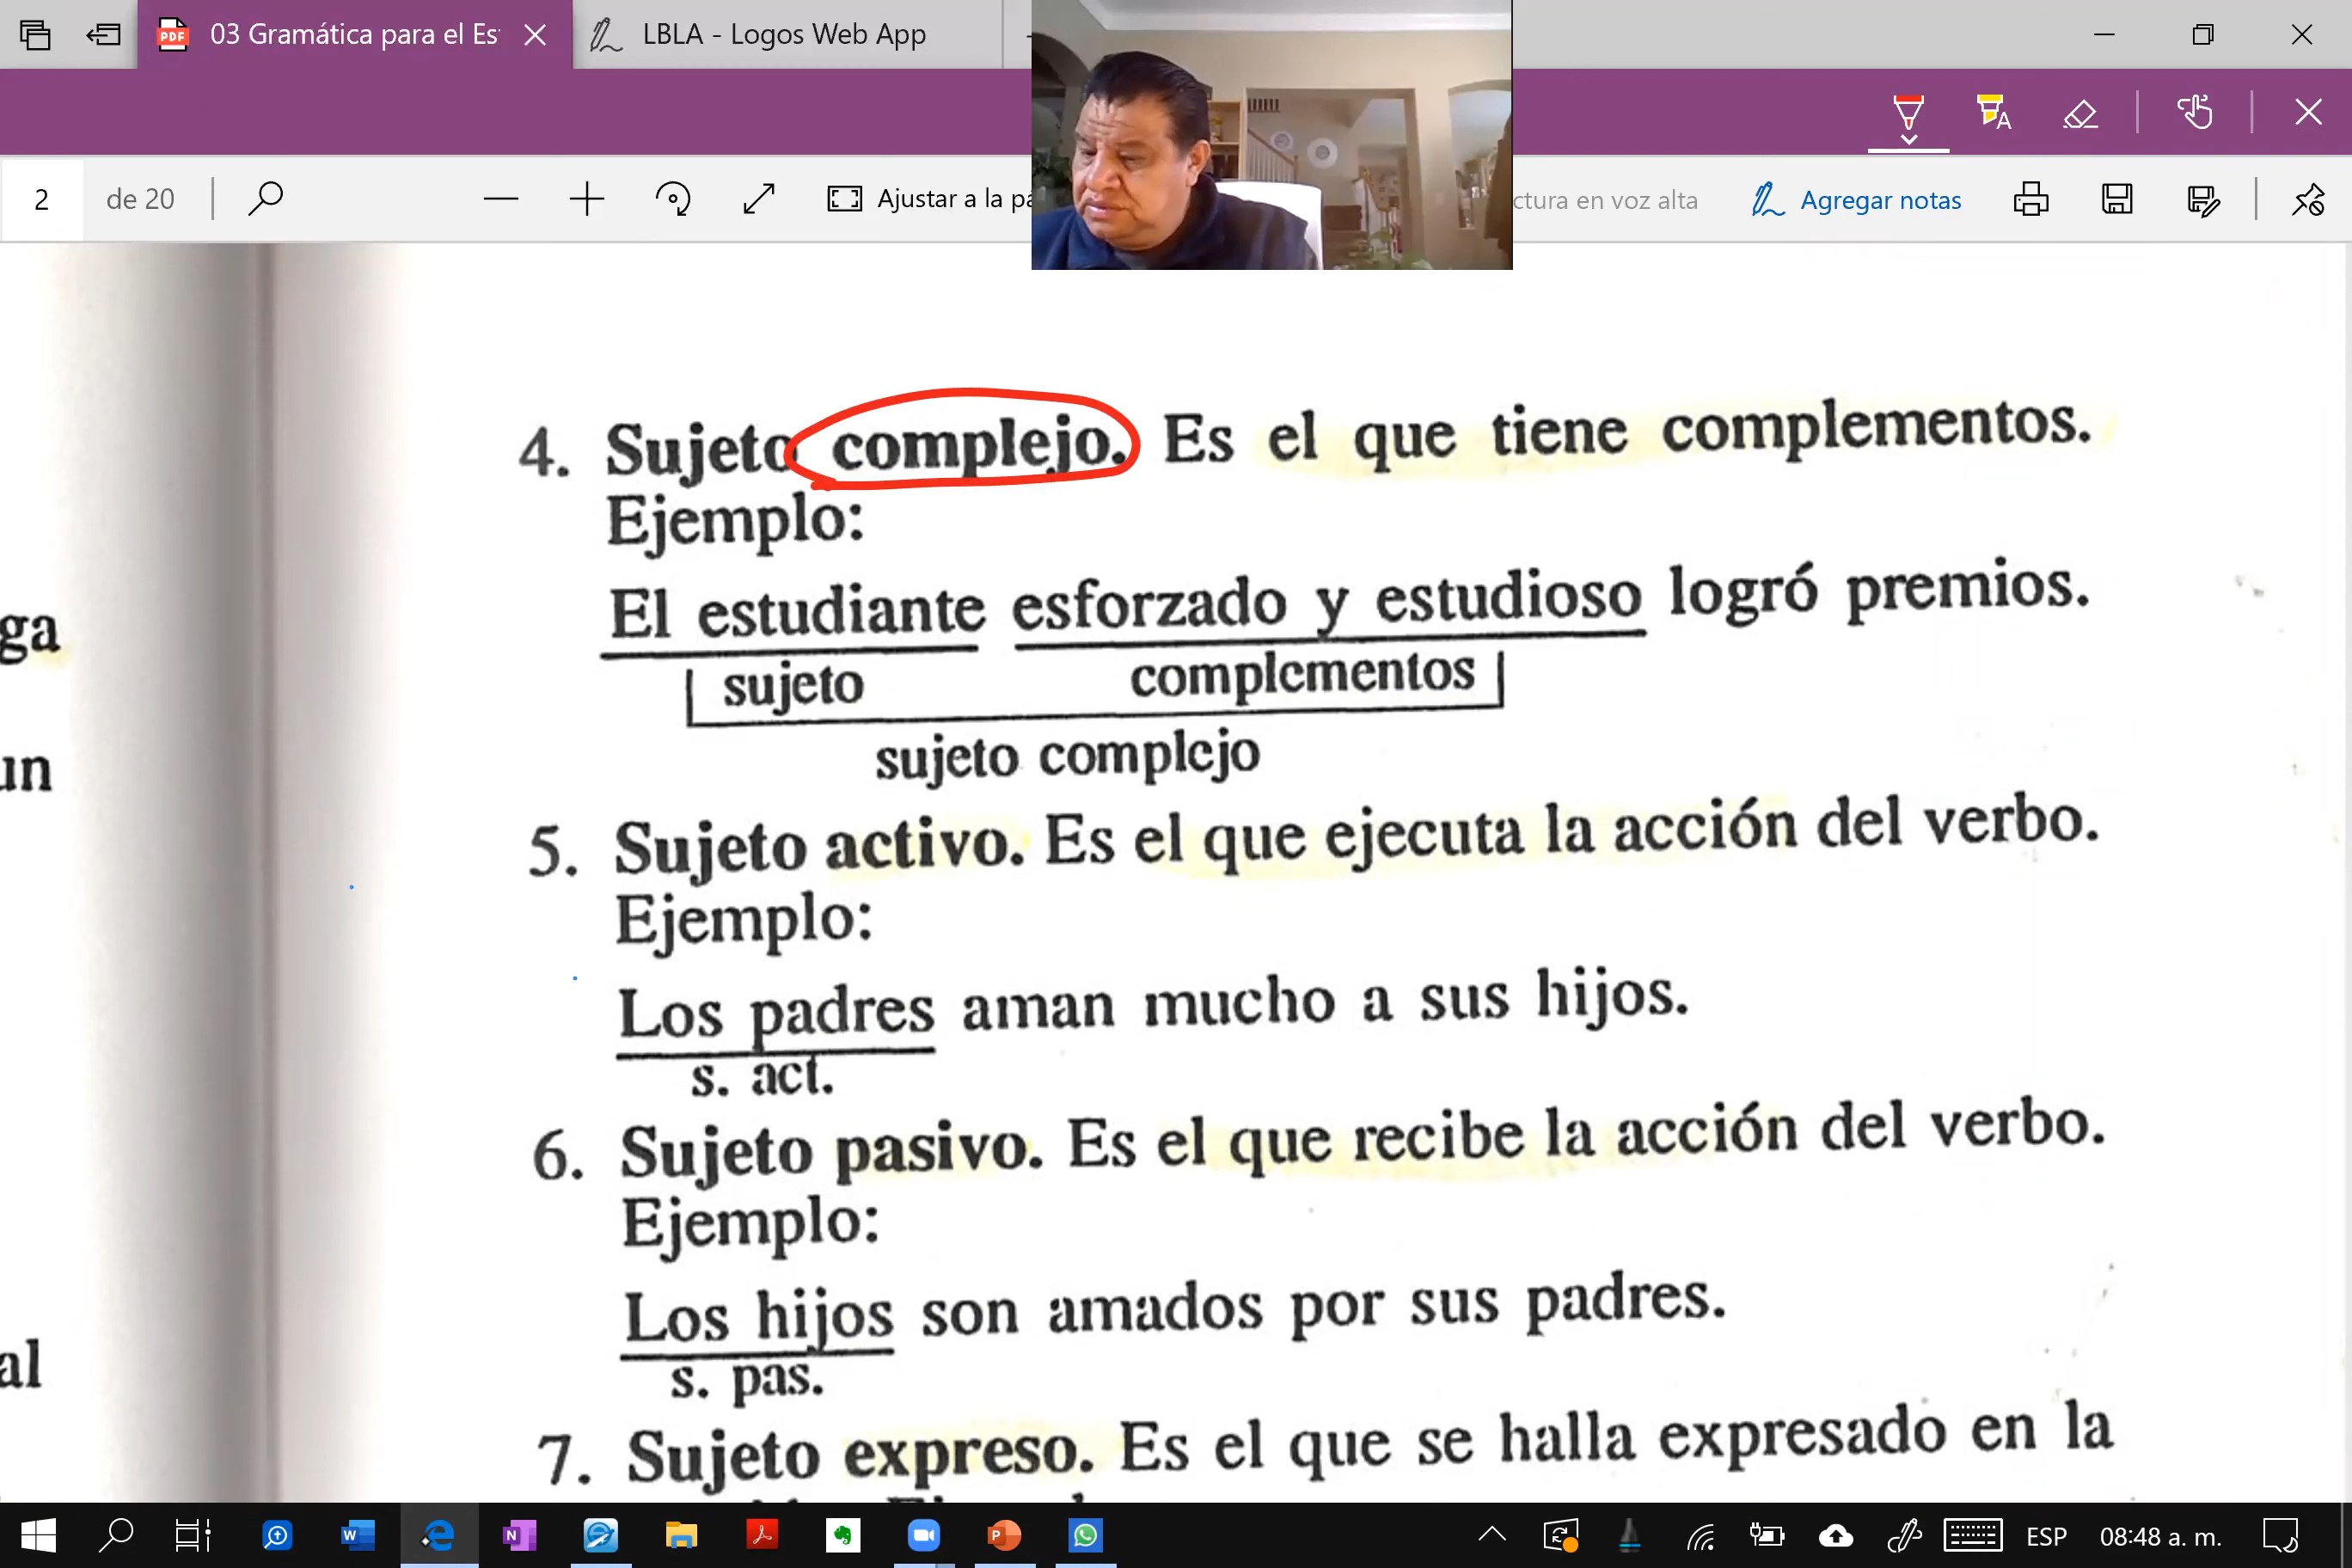 03 Gramática para el Es
LBLA - Logos Web App
2 de 20
Ajustar a la pá
ctura en voz alta
Agregar notas
ga
un
al
4. Sujeto complejo. Es el que tiene complementos.
Ejemplo:
El estudiante esforzado y estudioso logró premios.
sujeto complementos
sujeto complejo
5. Sujeto activo. Es el que ejecuta la acción del verbo.
Ejemplo:
Los padres aman mucho a sus hijos.
s. act.
6. Sujeto pasivo. Es el que recibe la acción del verbo.
Ejemplo:
Los hijos son amados por sus padres.
s. pas.
7. Sujeto expreso. Es el que se halla expresado en la
ESP 08:48 a. m.